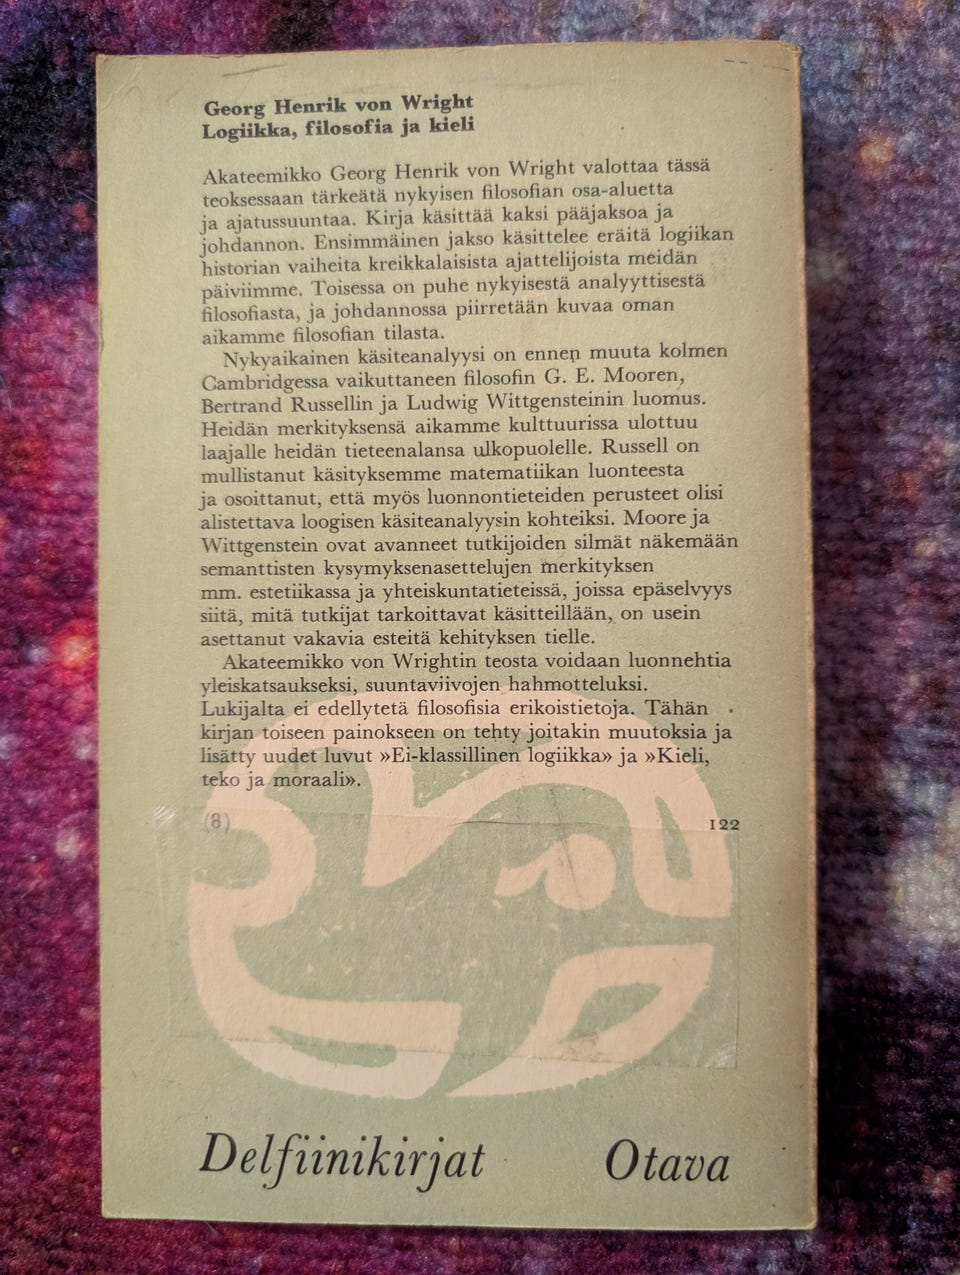 Georg Henrik von Wright
Logiikka, filosofia ja kieli
Akateemikko Georg Henrik von Wright valottaa tässä
teoksessaan tärkeätä nykyisen filosofian osa-aluetta
ja ajatussuuntaa. Kirja käsittää kaksi pääjaksoa ja
johdannon. Ensimmäinen jakso käsittelee eräitä logiikan
historian vaiheita kreikkalaisista ajattelijoista meidän
päiviimme. Toisessa on puhe nykyisestä analyyttisestä
filosofiasta, ja johdannossa piirretään kuvaa oman
aikamme filosofian tilasta.
Nykyaikainen käsiteanalyysi on ennen muuta kolmen
Cambridgessa vaikuttaneen filosofin G. E. Mooren,
Bertrand Russellin ja Ludwig Wittgensteinin luomus.
Heidän merkityksensä aikamme kulttuurissa ulottuu
laajalle heidän tieteenalansa ulkopuolelle. Russell on
mullistanut käsityksemme matematiikan luonteesta
ja osoittanut, että myös luonnontieteiden perusteet olisi
alistettava loogisen käsiteanalyysin kohteiksi. Moore ja
Wittgenstein ovat avanneet tutkijoiden silmät näkemään
semanttisten kysymyksenasettelujen merkityksen
mm. estetiikassa ja yhteiskuntatieteissä, joissa epäselvyys
siitä, mitä tutkijat tarkoittavat käsitteillään, on usein
asettanut vakavia esteitä kehityksen tielle.
Akateemikko von Wrightin teosta voidaan luonnehtia
yleiskatsaukseksi, suuntaviivojen hahmotteluksi.
Lukijalta ei edellytetä filosofisia erikoistietoja. Tähän
kirjan toiseen painokseen on tehty joitakin muutoksia ja
lisätty uudet luvut »Ei-klassillinen logiikka» ja »Kieli,
teko ja moraali».
(8) 122
Delfiinikirjat Otava